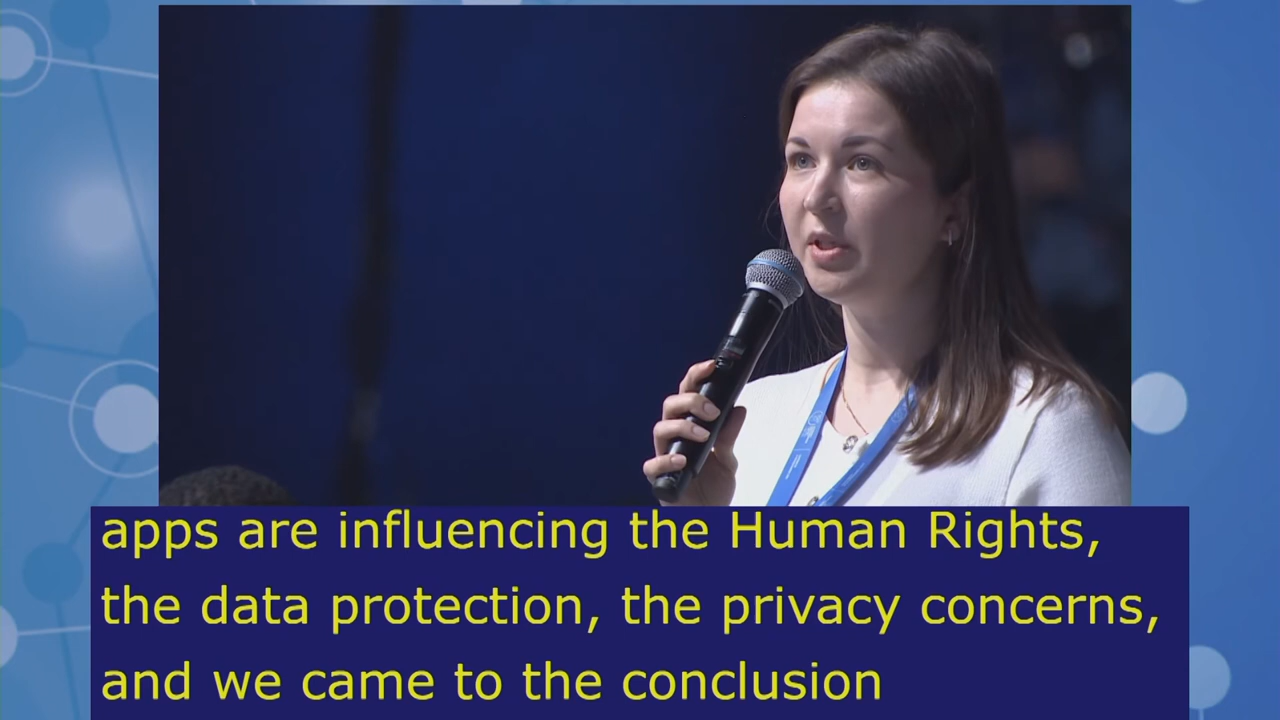 apps are influencing the Human Rights,
the data protection, the privacy concerns,
and we came to the conclusion